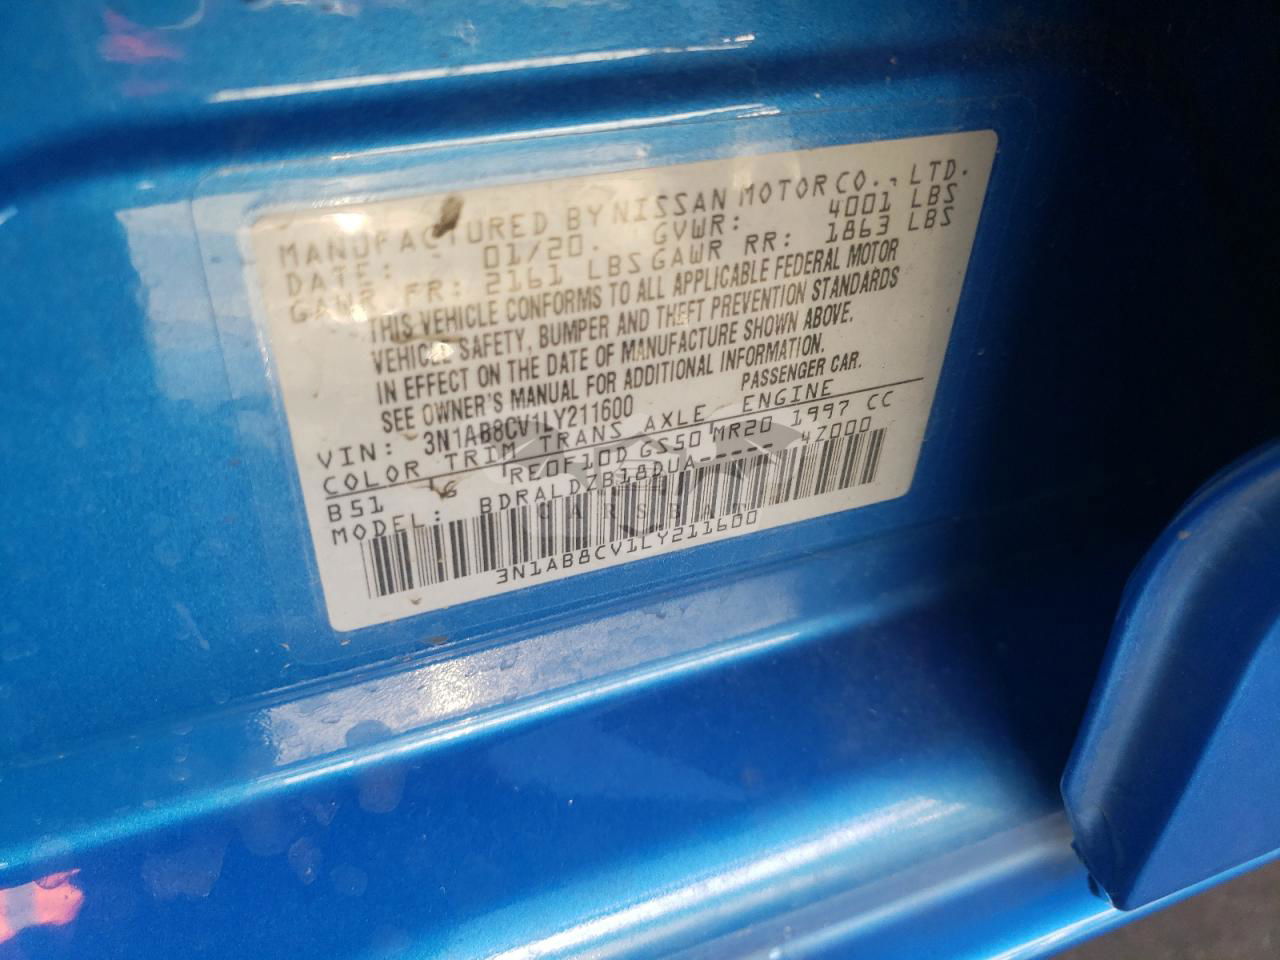 MANUFACTURED BY NISSAN MOTOR CO., LTD.
DATE: 01/20 GVWR: 4001 LBS
GAWR FR: 2161 LBS GAWR RR: 1863 LBS
THIS VEHICLE CONFORMS TO ALL APPLICABLE FEDERAL MOTOR
VEHICLE SAFETY, BUMPER AND THEFT PREVENTION STANDARDS
IN EFFECT ON THE DATE OF MANUFACTURE SHOWN ABOVE.
SEE OWNER'S MANUAL FOR ADDITIONAL INFORMATION.
VIN: 3N1AB8CV1LY211600 PASSENGER CAR.
COLOR TRIM TRANS AXLE ENGINE
B51 G RE0F10D GS50 MR20 1997 CC
MODEL: BDRALDZB18DUA----- 4Z000
3N1AB8CV1LY211600